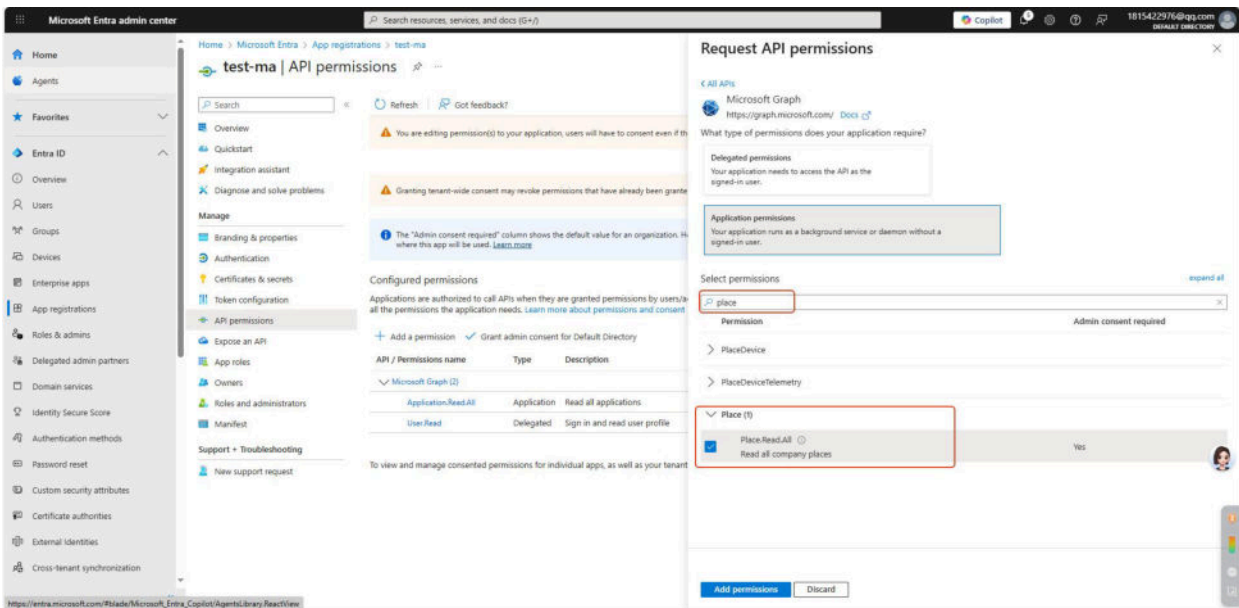 Microsoft Entra admin center
Search resources, services, and docs (G+/)
Copilot
1815422976@qq.com
DEFAULT DIRECTORY
Home
Agents
Favorites
Entra ID
Overview
Users
Groups
Devices
Enterprise apps
App registrations
Roles & admins
Delegated admin partners
Domain services
Identity Secure Score
Authentication methods
Password reset
Custom security attributes
Certificate authorities
External Identities
Cross-tenant synchronization
https://entra.microsoft.com/#blade/Microsoft_Entra_Copilot/AgentsLibrary.ReactView
Home > Microsoft Entra > App registrations > test-ma
test-ma | API permissions
Search
Overview
Quickstart
Integration assistant
Diagnose and solve problems
Manage
Branding & properties
Authentication
Certificates & secrets
Token configuration
API permissions
Expose an API
App roles
Owners
Roles and administrators
Manifest
Support + Troubleshooting
New support request
Refresh
Got feedback?
You are editing permission(s) to your application, users will have to consent even if th
Granting tenant-wide consent may revoke permissions that have already been grante
The "Admin consent required" column shows the default value for an organization. H
where this app will be used. Learn more
Configured permissions
Applications are authorized to call APIs when they are granted permissions by users/a
all the permissions the application needs. Learn more about permissions and consent
Add a permission
Grant admin consent for Default Directory
API / Permissions name Type Description
Microsoft Graph (2)
Application.Read.All Application Read all applications
User.Read Delegated Sign in and read user profile
To view and manage consented permissions for individual apps, as well as your tenant
Request API permissions
All APIs
Microsoft Graph
https://graph.microsoft.com/ Docs
What type of permissions does your application require?
Delegated permissions
Your application needs to access the API as the
signed-in user.
Application permissions
Your application runs as a background service or daemon without a
signed-in user.
Select permissions
expand all
place
Permission Admin consent required
PlaceDevice
PlaceDeviceTelemetry
Place (1)
Place.Read.All
Read all company places
Yes
Add permissions
Discard